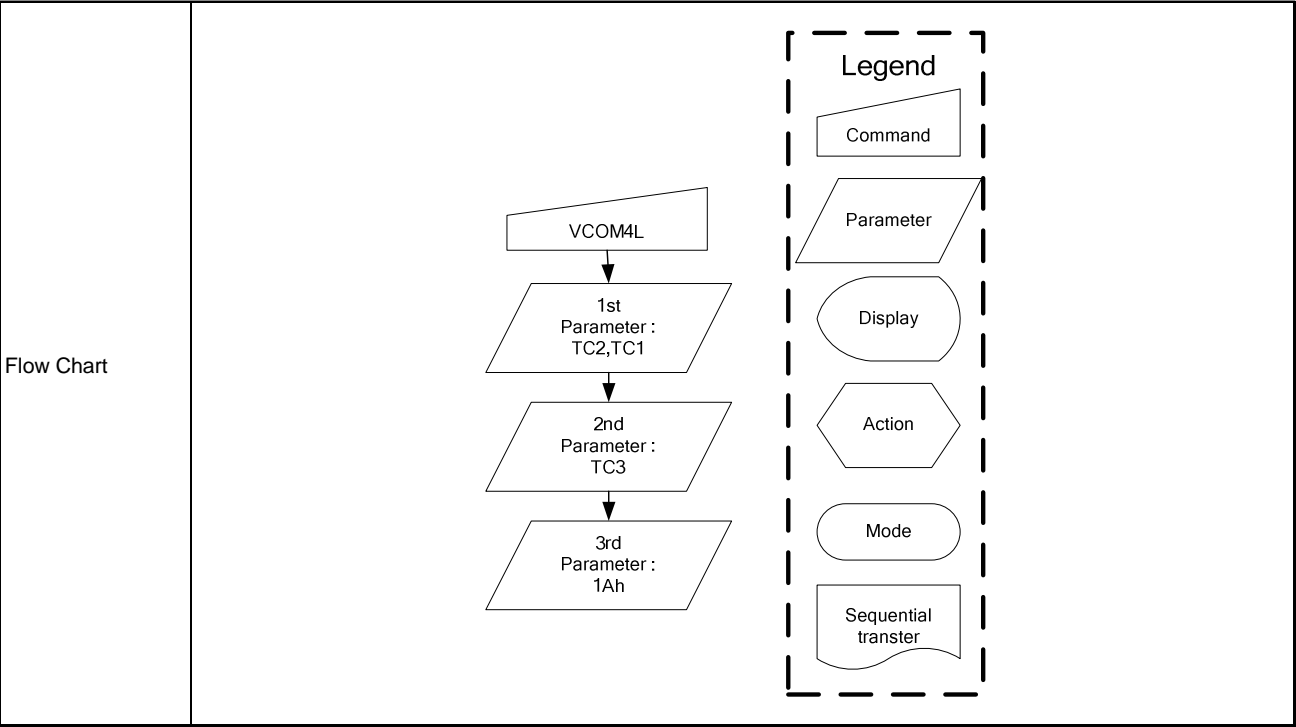 Flow Chart
VCOM4L
1st
Parameter :
TC2,TC1
2nd
Parameter :
TC3
3rd
Parameter :
1Ah
Legend
Command
Parameter
Display
Action
Mode
Sequential
transter